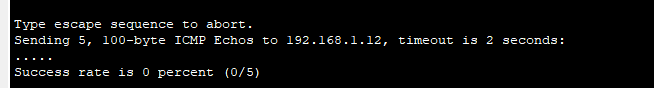 Type escape sequence to abort.
Sending 5, 100-byte ICMP Echos to 192.168.1.12, timeout is 2 seconds:
.....
Success rate is 0 percent (0/5)